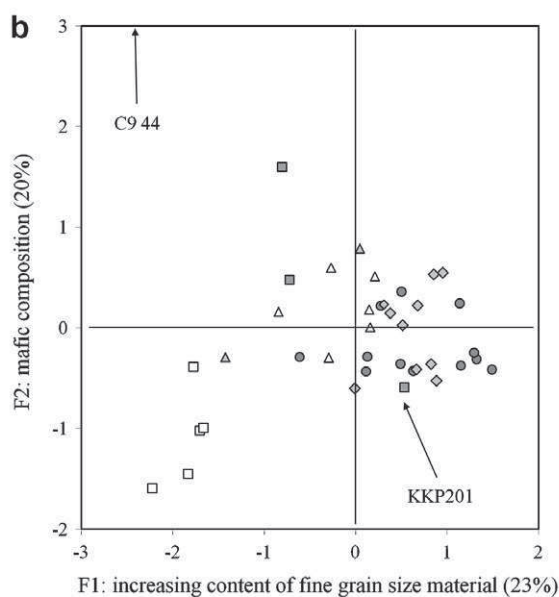 b
3
C9 44
2
1
0
-1
KKP201
-2
-3 -2 -1 0 1 2
F2: mafic composition (20%)
F1: increasing content of fine grain size material (23%)